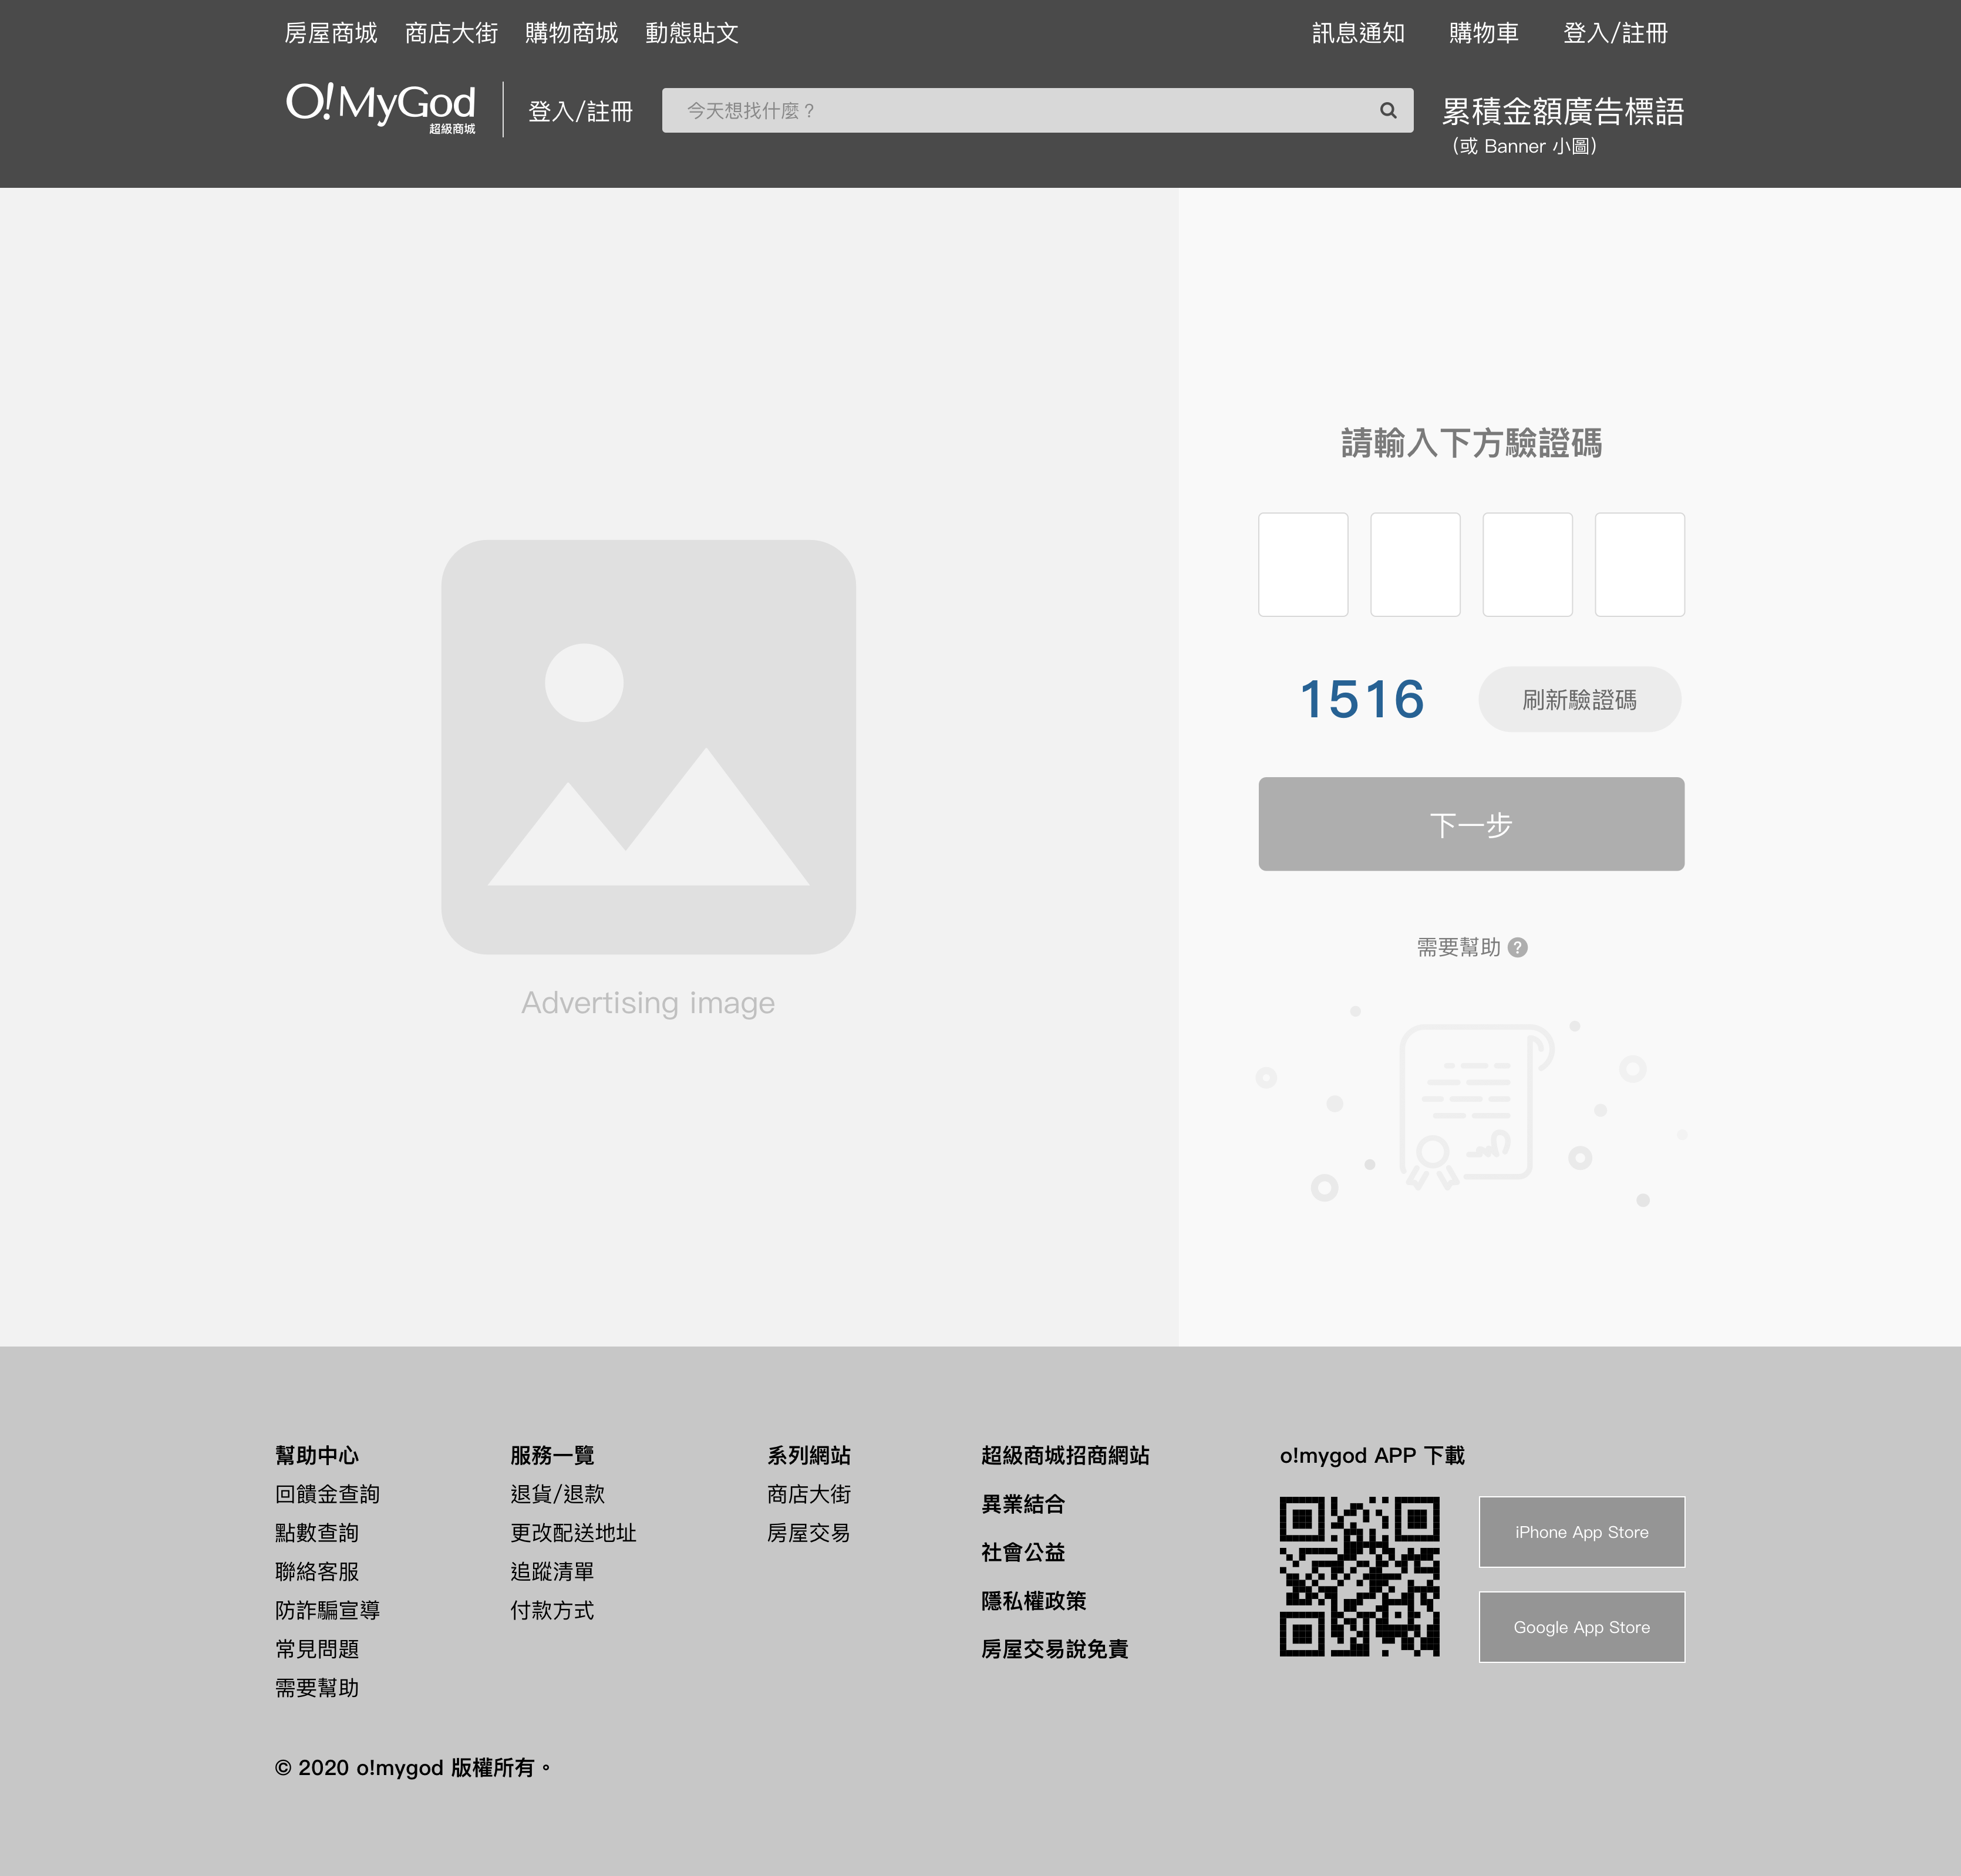 房屋商城 商店大街 購物商城 動態貼文 訊息通知 購物車 登入/註冊
O!MyGod
超級商城
登入/註冊
今天想找什麼？
累積金額廣告標語
(或 Banner 小圖)
請輸入下方驗證碼
1516
刷新驗證碼
下一步
需要幫助 ?
Advertising image
幫助中心
回饋金查詢
點數查詢
聯絡客服
防詐騙宣導
常見問題
需要幫助
服務一覽
退貨/退款
更改配送地址
追蹤清單
付款方式
系列網站
商店大街
房屋交易
超級商城招商網站
異業結合
社會公益
隱私權政策
房屋交易說免責
o!mygod APP 下載
iPhone App Store
Google App Store
© 2020 o!mygod 版權所有。